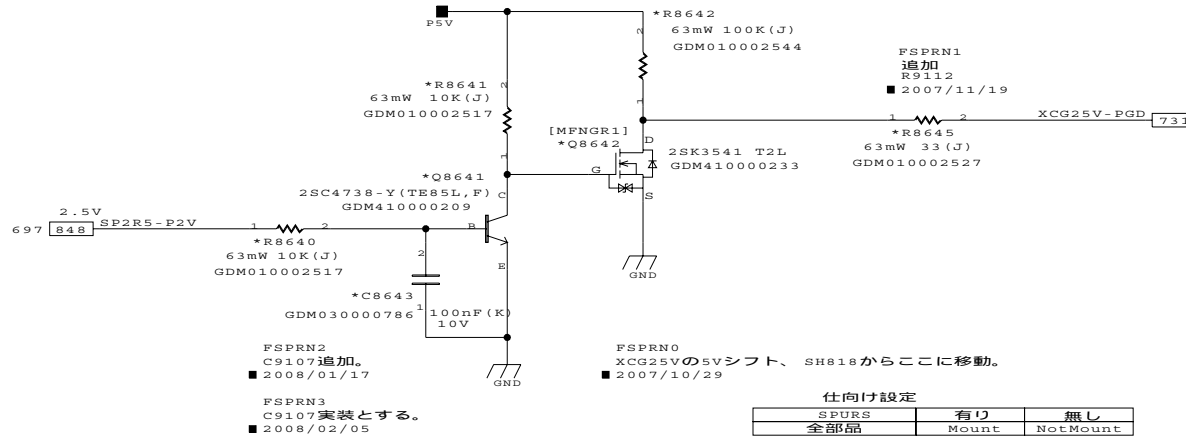 P5V
*R8642
63mW 100K(J)
GDM010002544
2
1
*R8641
63mW 10K(J)
GDM010002517
2
1
FSPRN1
追加
R9112
■ 2007/11/19
XCG25V-PGD
731
1
2
*R8645
63mW 33(J)
GDM010002527
[MFNGR1]
*Q8642
D
G
S
2SK3541 T2L
GDM410000233
*Q8641
2SC4738-Y(TE85L,F)
GDM410000209
C
B
E
2.5V
697 848 SP2R5-P2V
1
2
*R8640
63mW 10K(J)
GDM010002517
2
1
*C8643
GDM030000786
100nF(K)
10V
GND
GND
FSPRN2
C9107追加。
■ 2008/01/17
FSPRN3
C9107実装とする。
■ 2008/02/05
FSPRN0
XCG25Vの5Vシフト、 SH818からここに移動。
■ 2007/10/29
仕向け設定
SPURS 有り 無し
全部品 Mount NotMount